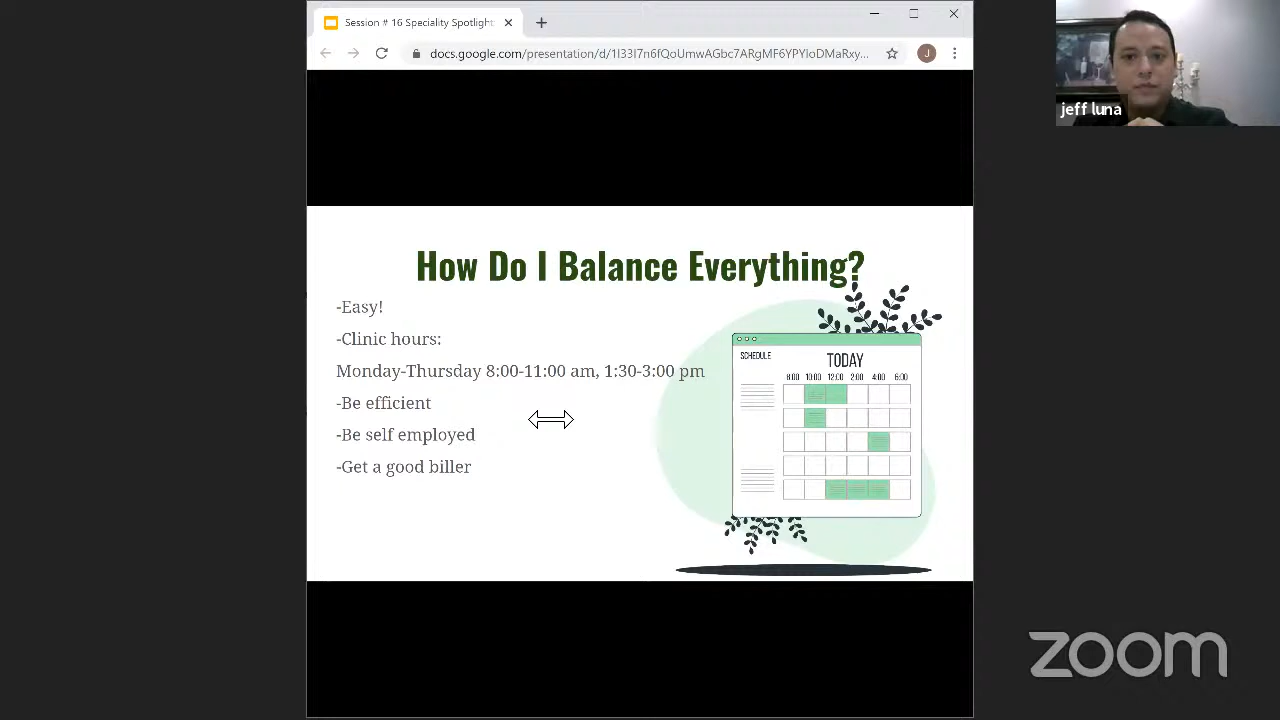 Session # 16 Speciality Spotlight
docs.google.com/presentation/d/1I33I7n6fQoUmwAGbc7ARgMF6YPYIoDMaRxy...
J
jeff luna
How Do I Balance Everything?
-Easy!
-Clinic hours:
Monday-Thursday 8:00-11:00 am, 1:30-3:00 pm
-Be efficient
-Be self employed
-Get a good biller
SCHEDULE
TODAY
8:00 10:00 12:00 2:00 4:00 6:00
zoom